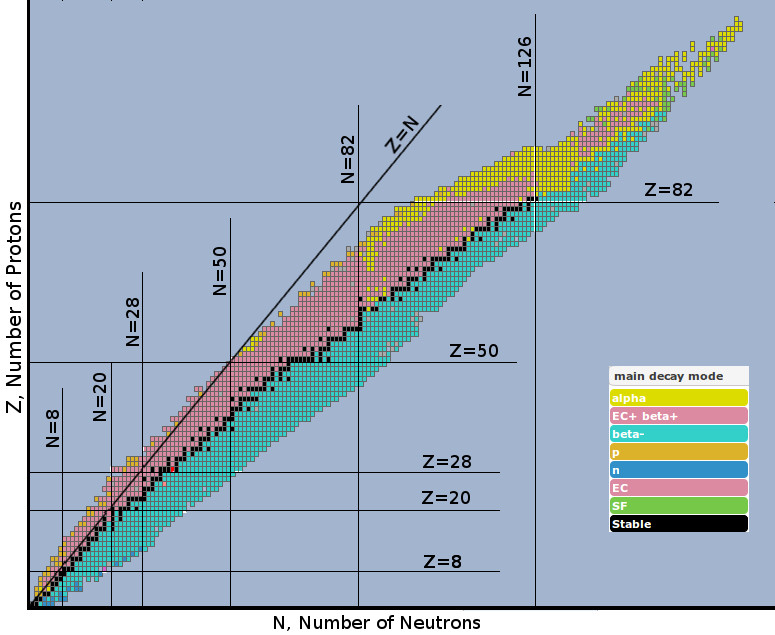 N=126
Z=N
N=82
Z=82
N=50
N=28
Z=50
N=20
N=8
main decay mode
alpha
EC+ beta+
beta-
p
n
EC
SF
Stable
Z=28
Z=20
Z=8
Z, Number of Protons
N, Number of Neutrons